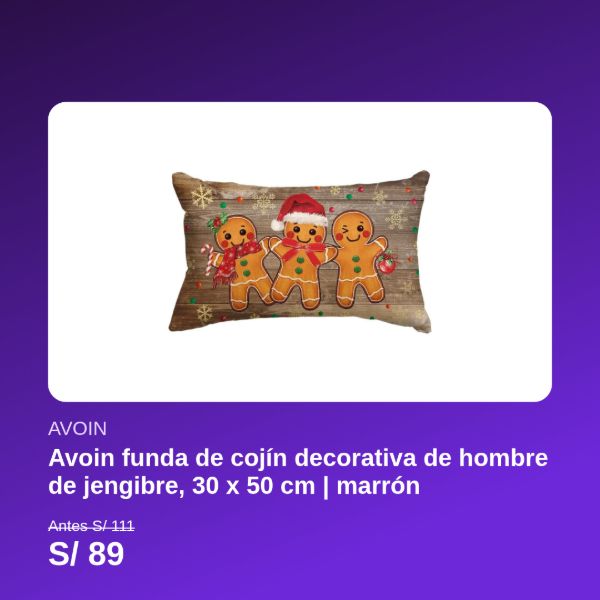 AVOIN
Avoin funda de cojín decorativa de hombre
de jengibre, 30 x 50 cm | marrón
Antes S/ 111
S/ 89